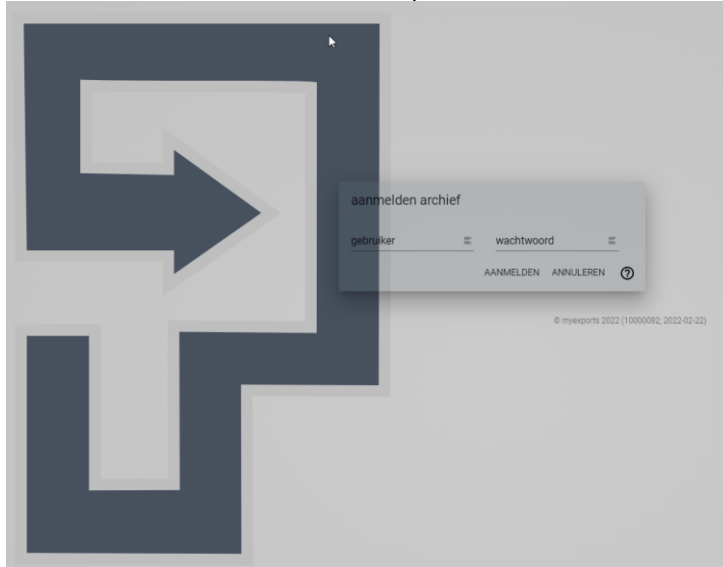 aanmelden archief
gebruiker wachtwoord
AANMELDEN ANNULEREN ?
© myexports 2022 (10000082; 2022-02-22)